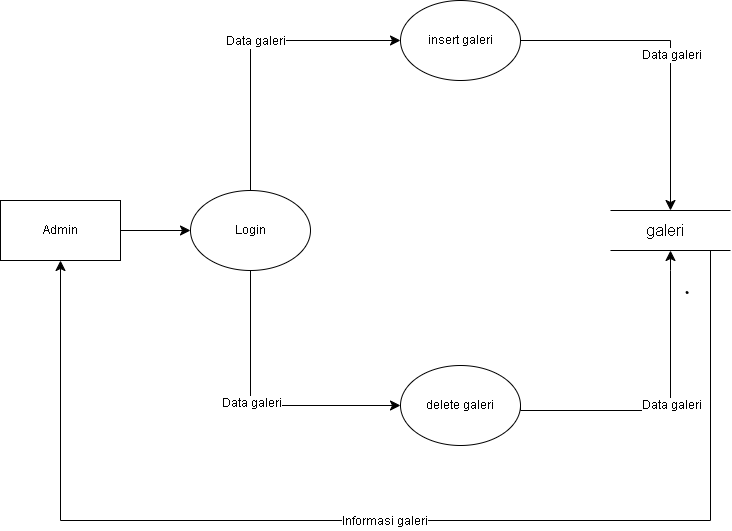 Data galeri
insert galeri
Data galeri
Admin
Login
galeri
Data galeri
delete galeri
Data galeri
Informasi galeri